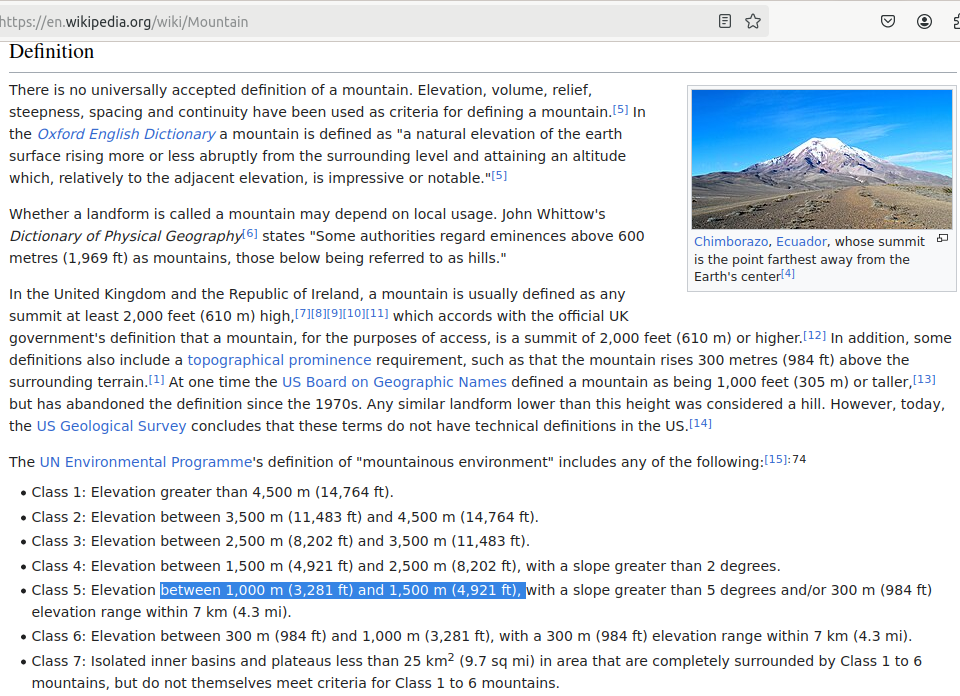 https://en.wikipedia.org/wiki/Mountain
Definition
There is no universally accepted definition of a mountain. Elevation, volume, relief,
steepness, spacing and continuity have been used as criteria for defining a mountain.[5] In
the Oxford English Dictionary a mountain is defined as "a natural elevation of the earth
surface rising more or less abruptly from the surrounding level and attaining an altitude
which, relatively to the adjacent elevation, is impressive or notable."[5]
Whether a landform is called a mountain may depend on local usage. John Whittow's
Dictionary of Physical Geography[6] states "Some authorities regard eminences above 600
metres (1,969 ft) as mountains, those below being referred to as hills."
Chimborazo, Ecuador, whose summit
is the point farthest away from the
Earth's center[4]
In the United Kingdom and the Republic of Ireland, a mountain is usually defined as any
summit at least 2,000 feet (610 m) high,[7][8][9][10][11] which accords with the official UK
government's definition that a mountain, for the purposes of access, is a summit of 2,000 feet (610 m) or higher.[12] In addition, some
definitions also include a topographical prominence requirement, such as that the mountain rises 300 metres (984 ft) above the
surrounding terrain.[1] At one time the US Board on Geographic Names defined a mountain as being 1,000 feet (305 m) or taller,[13]
but has abandoned the definition since the 1970s. Any similar landform lower than this height was considered a hill. However, today,
the US Geological Survey concludes that these terms do not have technical definitions in the US.[14]
The UN Environmental Programme's definition of "mountainous environment" includes any of the following:[15]:74
• Class 1: Elevation greater than 4,500 m (14,764 ft).
• Class 2: Elevation between 3,500 m (11,483 ft) and 4,500 m (14,764 ft).
• Class 3: Elevation between 2,500 m (8,202 ft) and 3,500 m (11,483 ft).
• Class 4: Elevation between 1,500 m (4,921 ft) and 2,500 m (8,202 ft), with a slope greater than 2 degrees.
• Class 5: Elevation between 1,000 m (3,281 ft) and 1,500 m (4,921 ft), with a slope greater than 5 degrees and/or 300 m (984 ft)
elevation range within 7 km (4.3 mi).
• Class 6: Elevation between 300 m (984 ft) and 1,000 m (3,281 ft), with a 300 m (984 ft) elevation range within 7 km (4.3 mi).
• Class 7: Isolated inner basins and plateaus less than 25 km2 (9.7 sq mi) in area that are completely surrounded by Class 1 to 6
mountains, but do not themselves meet criteria for Class 1 to 6 mountains.